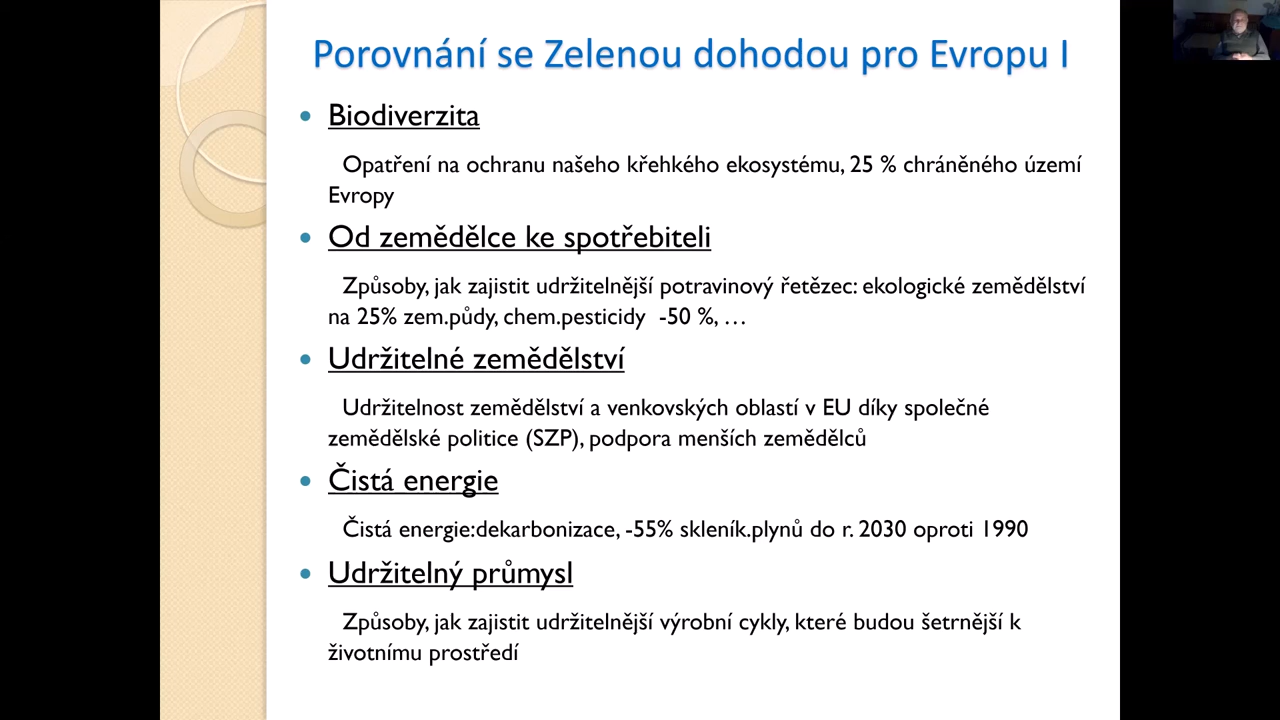 Porovnání se Zelenou dohodou pro Evropu I
• Biodiverzita
Opatření na ochranu našeho křehkého ekosystému, 25 % chráněného území
Evropy
• Od zemědělce ke spotřebiteli
Způsoby, jak zajistit udržitelnější potravinový řetězec: ekologické zemědělství
na 25% zem.půdy, chem.pesticidy -50 %, …
• Udržitelné zemědělství
Udržitelnost zemědělství a venkovských oblastí v EU díky společné
zemědělské politice (SZP), podpora menších zemědělců
• Čistá energie
Čistá energie:dekarbonizace, -55% skleník.plynů do r. 2030 oproti 1990
• Udržitelný průmysl
Způsoby, jak zajistit udržitelnější výrobní cykly, které budou šetrnější k
životnímu prostředí